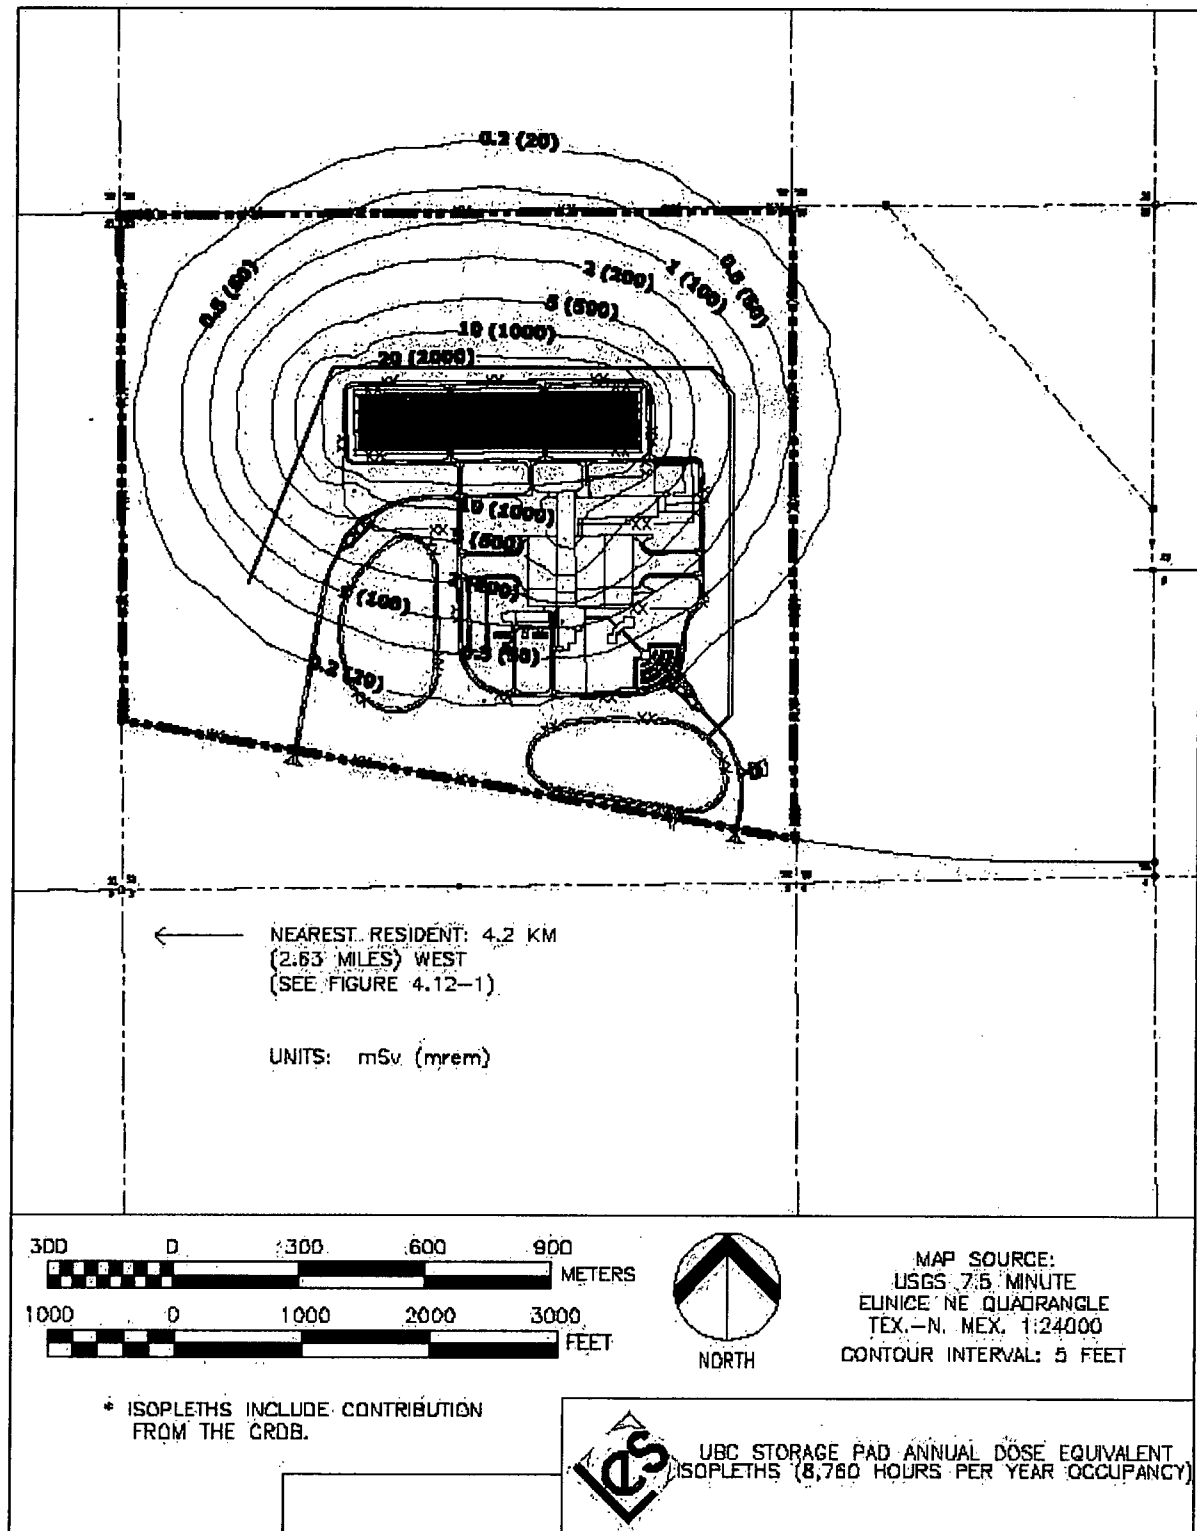 0.2 (20)
0.5 (50)
2 (200)
1 (100)
0.5 (50)
5 (500)
10 (1000)
20 (2000)
10 (1000)
(500)
2 (200)
1 (100)
0.5 (50)
0.2 (20)
NEAREST RESIDENT: 4.2 KM
(2.63 MILES) WEST
(SEE FIGURE 4.12-1)
UNITS: mSv (mrem)
300 0 300 600 900
METERS
1000 0 1000 2000 3000
FEET
NORTH
MAP SOURCE:
USGS 7.5 MINUTE
EUNICE NE QUADRANGLE
TEX.-N. MEX. 1:24000
CONTOUR INTERVAL: 5 FEET
* ISOPLETHS INCLUDE CONTRIBUTION
FROM THE CRDB.
LES
UBC STORAGE PAD ANNUAL DOSE EQUIVALENT
ISOPLETHS (8,760 HOURS PER YEAR OCCUPANCY)